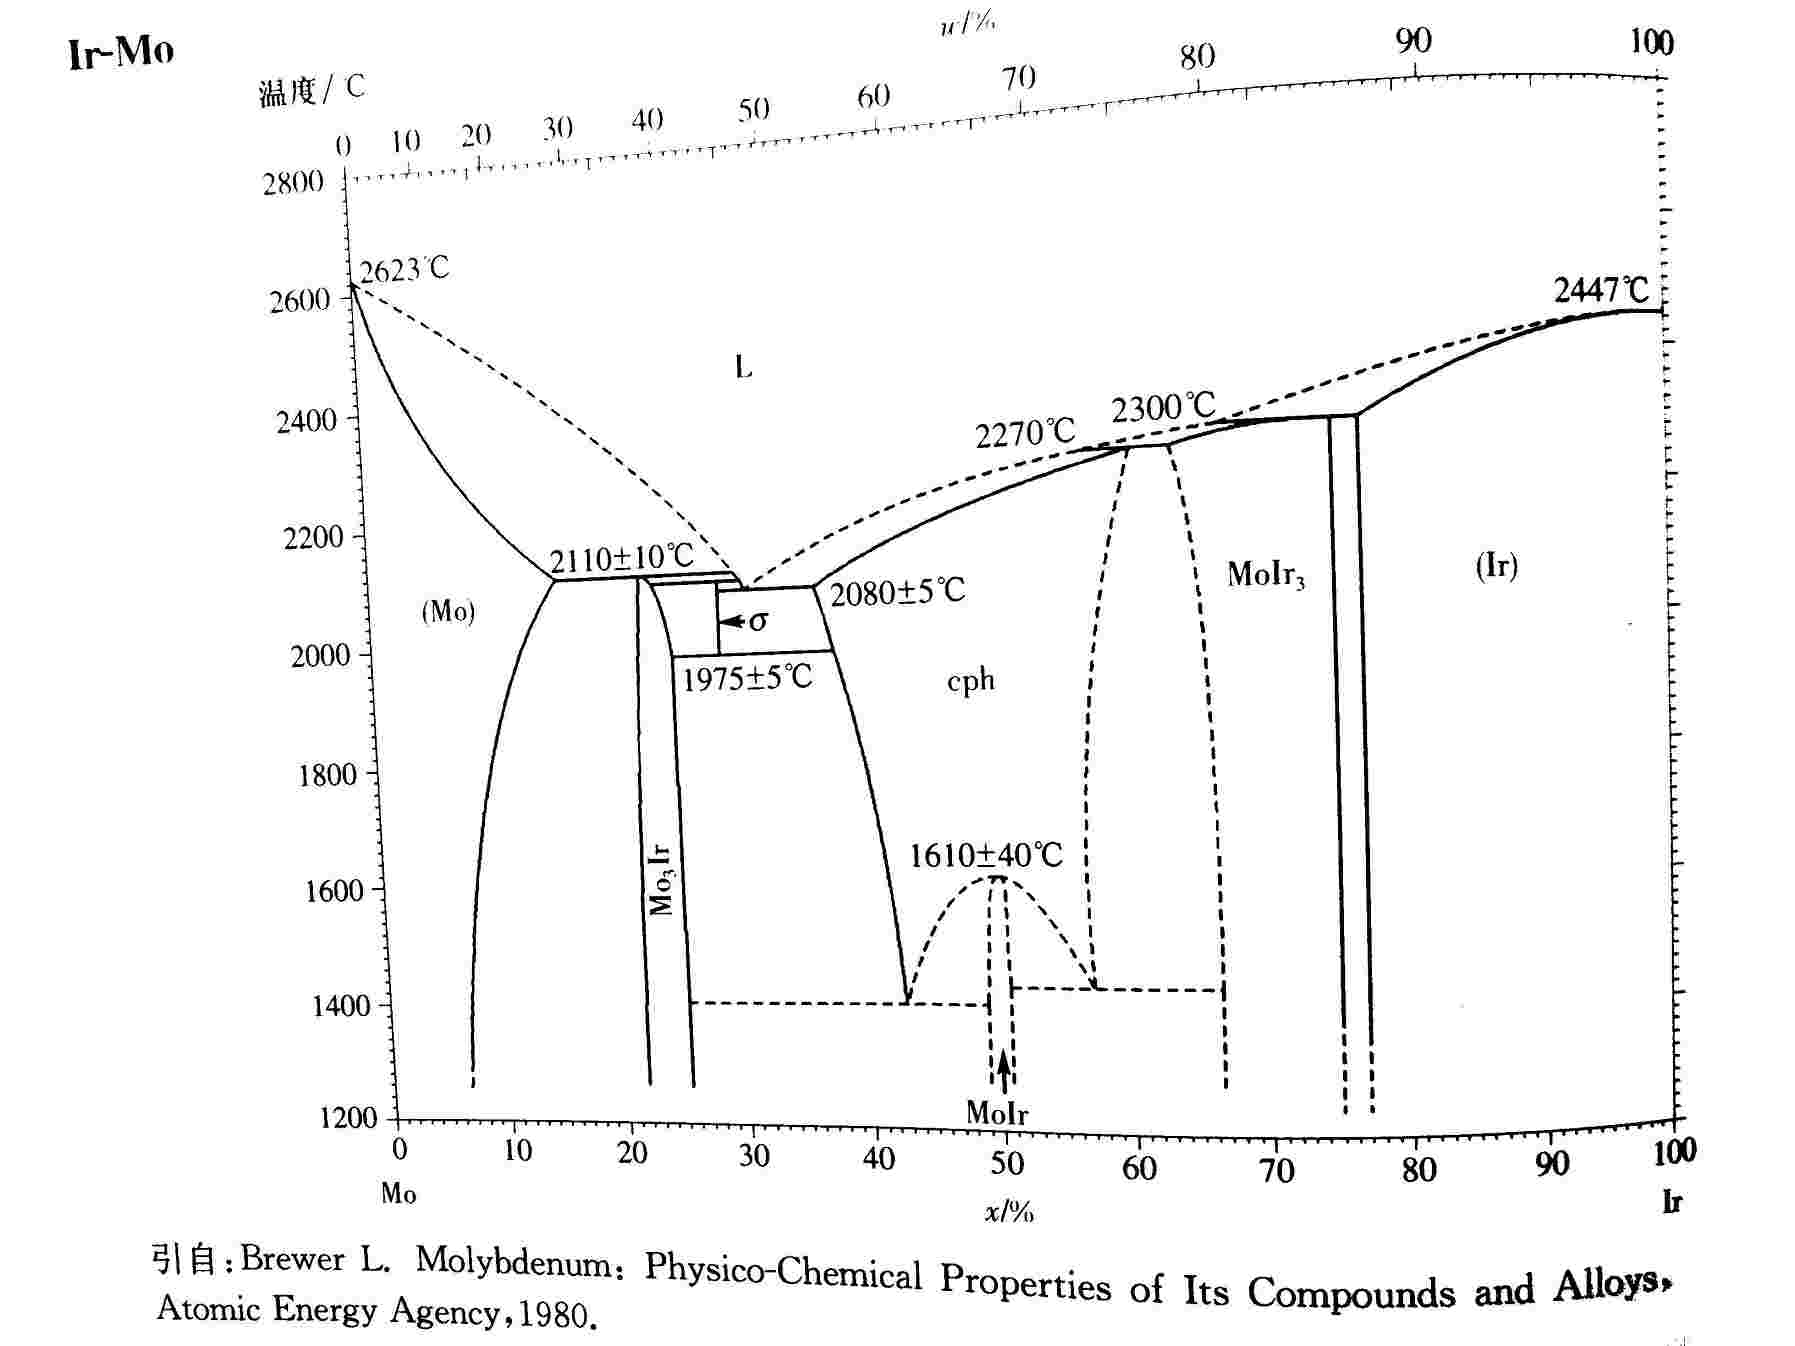 Ir-Mo
w/%
温度/℃
0 10 20 30 40 50 60 70 80 90 100
2800
2623℃
2600
2447℃
L
2400
2300℃
2270℃
2200
2110±10℃
2080±5℃
(Mo)
σ
MoIr₃
(Ir)
2000
1975±5℃
cph
1800
Mo₃Ir
1610±40℃
1600
1400
MoIr
1200
0 10 20 30 40 50 60 70 80 90 100
Mo
x/%
Ir
引自:Brewer L. Molybdenum: Physico-Chemical Properties of Its Compounds and Alloys,
Atomic Energy Agency,1980.